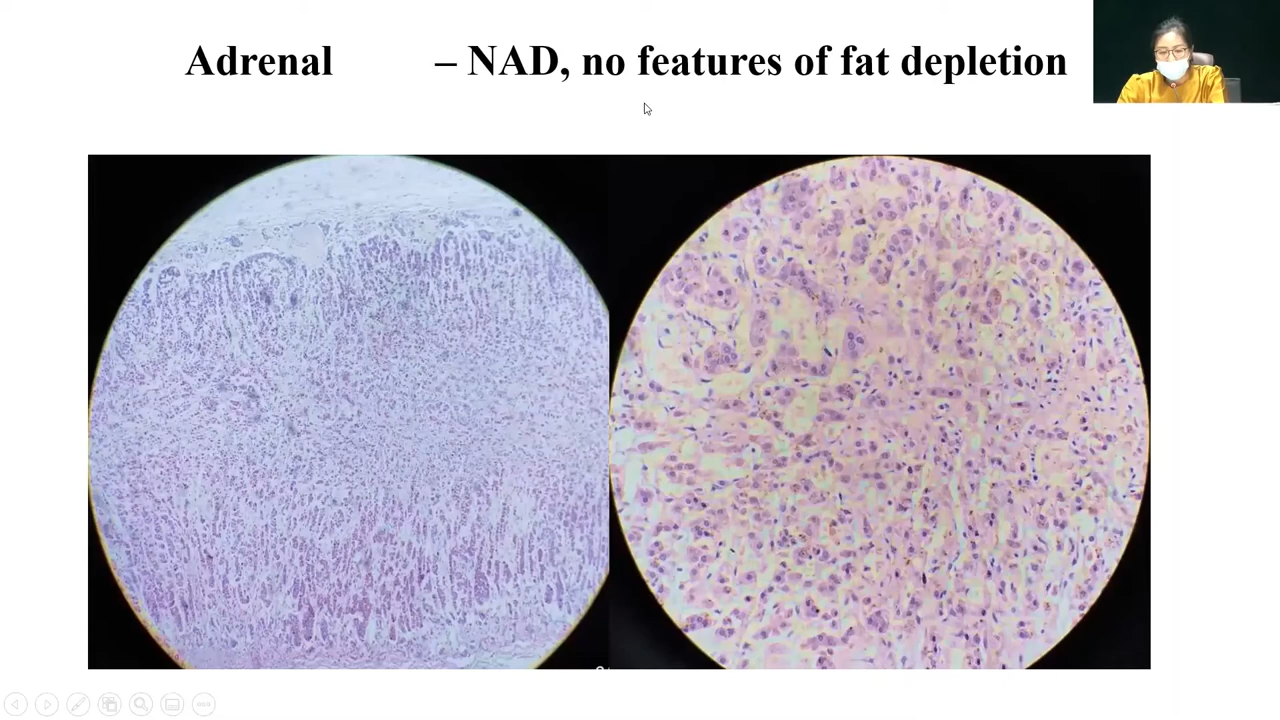 Adrenal – NAD, no features of fat depletion